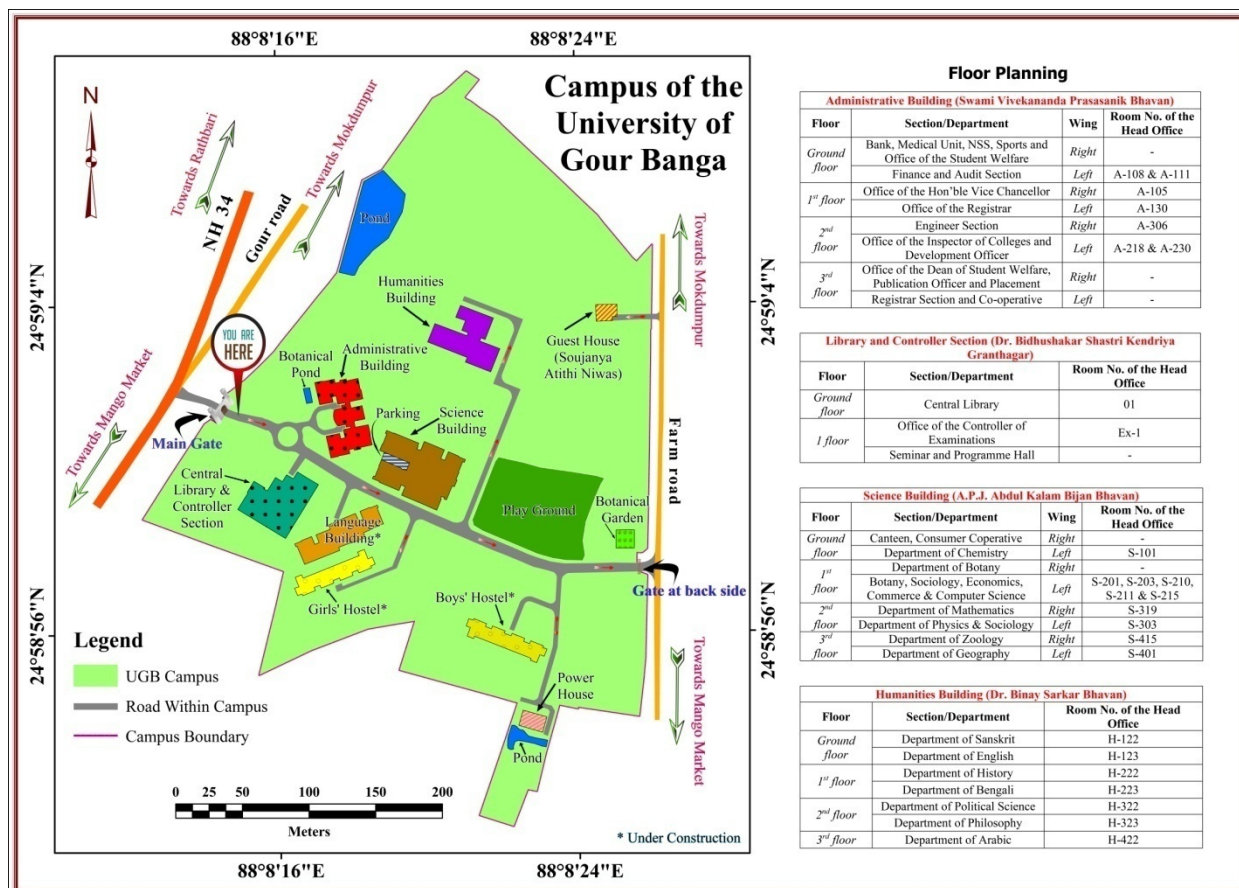 88°8'16"E
88°8'24"E
Campus of the
University of
Gour Banga
N
Towards Rathbari
Towards Mokdumpur
NH 34
Gour road
Pond
Towards Mokdumpur
24°59'4"N
24°59'4"N
Humanities
Building
Guest House
(Soujanya
Atithi Niwas)
YOU ARE
HERE
Botanical
Pond
Administrative
Building
Parking
Science
Building
Towards Mango Market
Main Gate
Farm road
Central
Library &
Controller
Section
Language
Building*
Play Ground
Botanical
Garden
Girls' Hostel*
Boys' Hostel*
Gate at back side
24°58'56"N
24°58'56"N
Legend
UGB Campus
Road Within Campus
Campus Boundary
Power
House
Pond
Towards Mango Market
0 25 50 100 150 200
Meters
* Under Construction
88°8'16"E
88°8'24"E
Floor Planning
Administrative Building (Swami Vivekananda Prasasanik Bhavan)
Floor Section/Department Wing Room No. of the
Head Office
Ground
floor
Bank, Medical Unit, NSS, Sports and
Office of the Student Welfare
Right -
Finance and Audit Section Left A-108 & A-111
1st floor
Office of the Hon'ble Vice Chancellor Right A-105
Office of the Registrar Left A-130
2nd
floor
Engineer Section Right A-306
Office of the Inspector of Colleges and
Development Officer
Left A-218 & A-230
3rd
floor
Office of the Dean of Student Welfare,
Publication Officer and Placement
Right -
Registrar Section and Co-operative Left -
Library and Controller Section (Dr. Bidhushakar Shastri Kendriya
Granthagar)
Floor Section/Department Room No. of the Head
Office
Ground
floor
Central Library 01
1 floor
Office of the Controller of
Examinations
Ex-1
Seminar and Programme Hall -
Science Building (A.P.J. Abdul Kalam Bijan Bhavan)
Floor Section/Department Wing Room No. of the
Head Office
Ground
floor
Canteen, Consumer Coperative Right -
Department of Chemistry Left S-101
1st
floor
Department of Botany Right -
Botany, Sociology, Economics,
Commerce & Computer Science
Left
S-201, S-203, S-210,
S-211 & S-215
2nd
floor
Department of Mathematics Right S-319
Department of Physics & Sociology Left S-303
3rd
floor
Department of Zoology Right S-415
Department of Geography Left S-401
Humanities Building (Dr. Binay Sarkar Bhavan)
Floor Section/Department Room No. of the Head
Office
Ground
floor
Department of Sanskrit H-122
Department of English H-123
1st floor
Department of History H-222
Department of Bengali H-223
2nd floor
Department of Political Science H-322
Department of Philosophy H-323
3rd floor Department of Arabic H-422